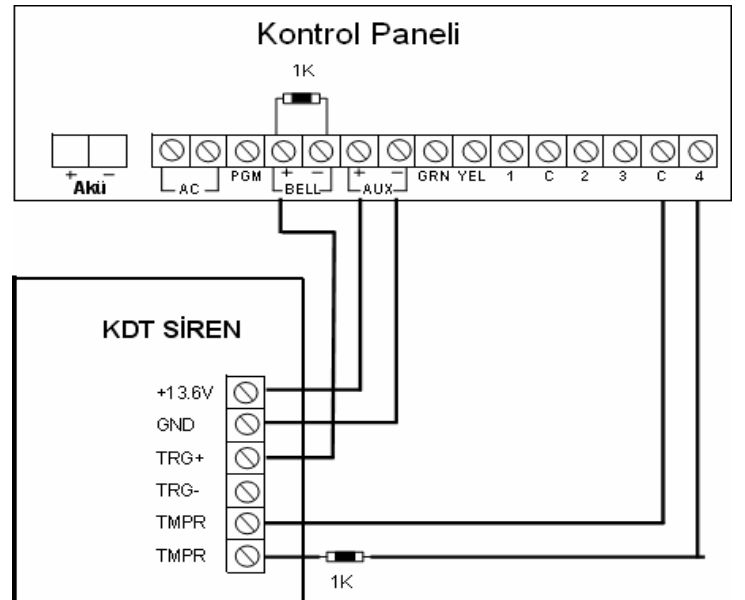 Kontrol Paneli
1K
+ −
Akü
AC
PGM
+ −
BELL
+ −
AUX
GRN YEL 1 C 2 3 C 4
KDT SİREN
+13.6V
GND
TRG+
TRG-
TMPR
TMPR
1K